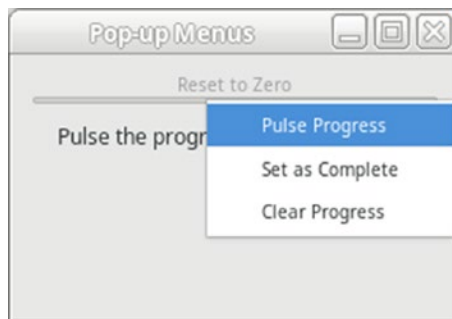 Pop-up Menus
Reset to Zero
Pulse the progr
Pulse Progress
Set as Complete
Clear Progress